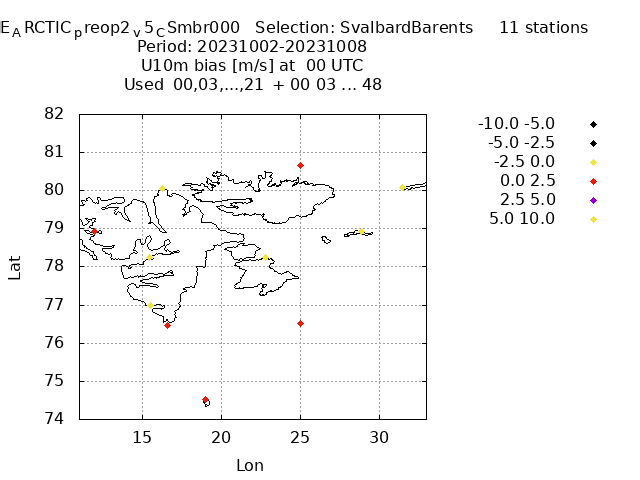 E_ARCTIC_preop2_v5_CSmbr000 Selection: SvalbardBarents 11 stations
Period: 20231002-20231008
U10m bias [m/s] at 00 UTC
Used 00,03,...,21 + 00 03 ... 48
82
81
80
79
78
77
76
75
74
15 20 25 30
Lat
Lon
-10.0 -5.0
-5.0 -2.5
-2.5 0.0
0.0 2.5
2.5 5.0
5.0 10.0